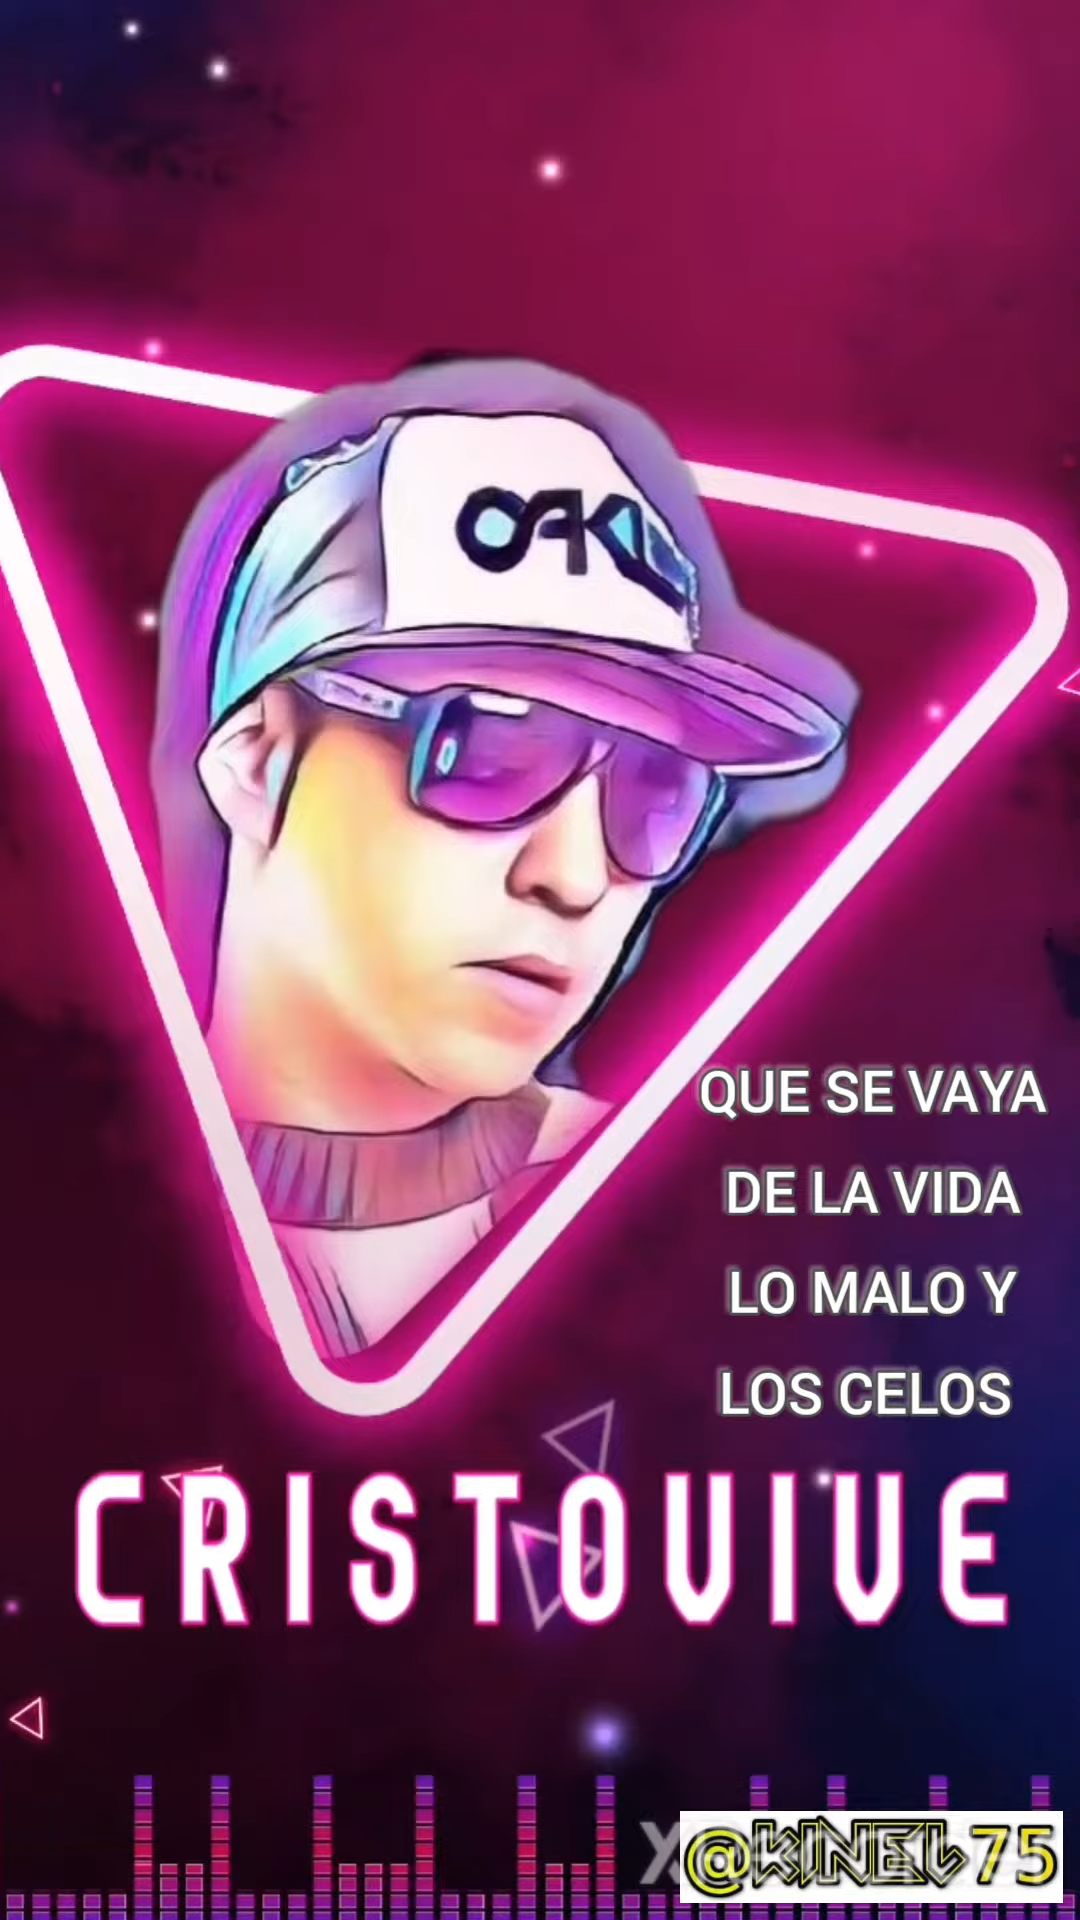 OAKL
QUE SE VAYA
DE LA VIDA
LO MALO Y
LOS CELOS
CRISTOVIVE
@KINEL75